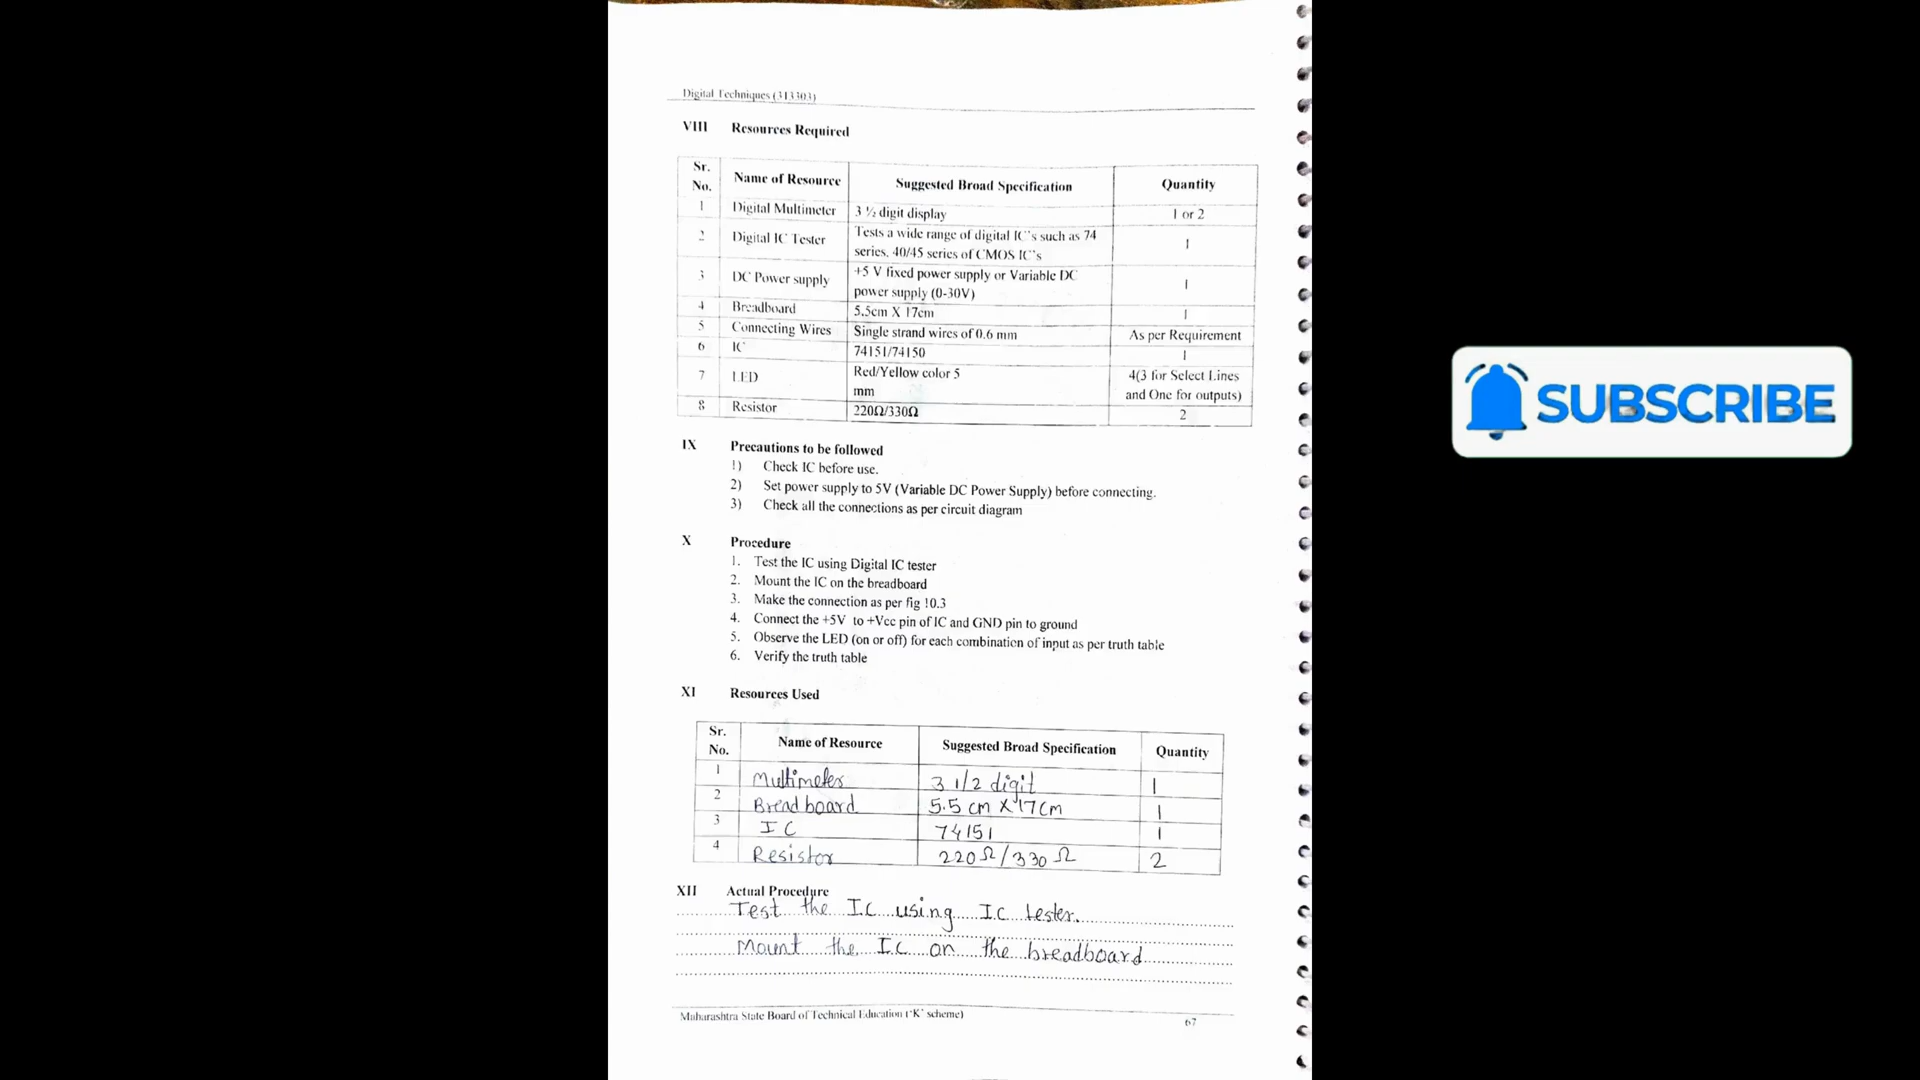 Digital Techniques (313303)
VIII Resources Required
Sr. No. Name of Resource Suggested Broad Specification Quantity
1 Digital Multimeter 3 ½ digit display 1 or 2
2 Digital IC Tester Tests a wide range of digital IC's such as 74 series, 40/45 series of CMOS IC's 1
3 DC Power supply +5 V fixed power supply or Variable DC power supply (0-30V) 1
4 Breadboard 5.5cm X 17cm 1
5 Connecting Wires Single strand wires of 0.6 mm As per Requirement
6 IC 74151/74150 1
7 LED Red/Yellow color 5 mm 4(3 for Select Lines and One for outputs)
8 Resistor 220Ω/330Ω 2
IX Precautions to be followed
1) Check IC before use.
2) Set power supply to 5V (Variable DC Power Supply) before connecting.
3) Check all the connections as per circuit diagram
X Procedure
1. Test the IC using Digital IC tester
2. Mount the IC on the breadboard
3. Make the connection as per fig 10.3
4. Connect the +5V to +Vcc pin of IC and GND pin to ground
5. Observe the LED (on or off) for each combination of input as per truth table
6. Verify the truth table
XI Resources Used
Sr. No. Name of Resource Suggested Broad Specification Quantity
1 Multimeter 3 1/2 digit 1
2 Breadboard 5.5 cm X 17cm 1
3 IC 74151 1
4 Resistor 220 Ω/330 Ω 2
XII Actual Procedure
Test the IC using IC tester.
Mount the IC on the breadboard
Maharashtra State Board of Technical Education ('K' scheme)
67
SUBSCRIBE